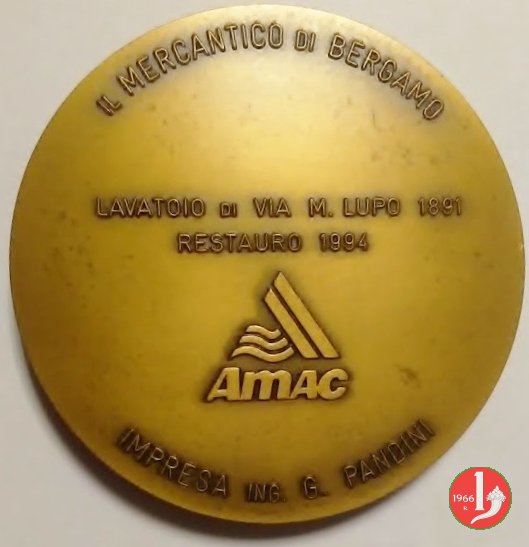 IL MERCANTICO DI BERGAMO
LAVATOIO DI VIA M. LUPO 1891
RESTAURO 1994
AMAC
IMPRESA ING. G. PANDINI
1966
R.